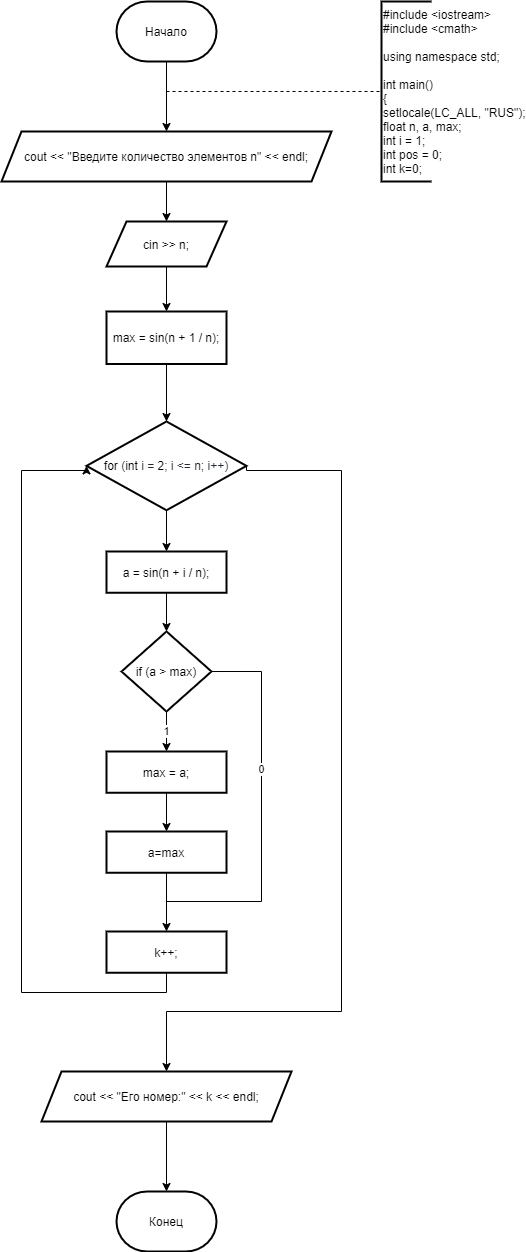 Начало
#include <iostream>
#include <cmath>
using namespace std;
int main()
{
setlocale(LC_ALL, "RUS");
float n, a, max;
int i = 1;
int pos = 0;
int k=0;
cout << "Введите количество элементов n" << endl;
cin >> n;
max = sin(n + 1 / n);
for (int i = 2; i <= n; i++)
a = sin(n + i / n);
if (a > max)
1
0
max = a;
a=max
k++;
cout << "Его номер:" << k << endl;
Конец